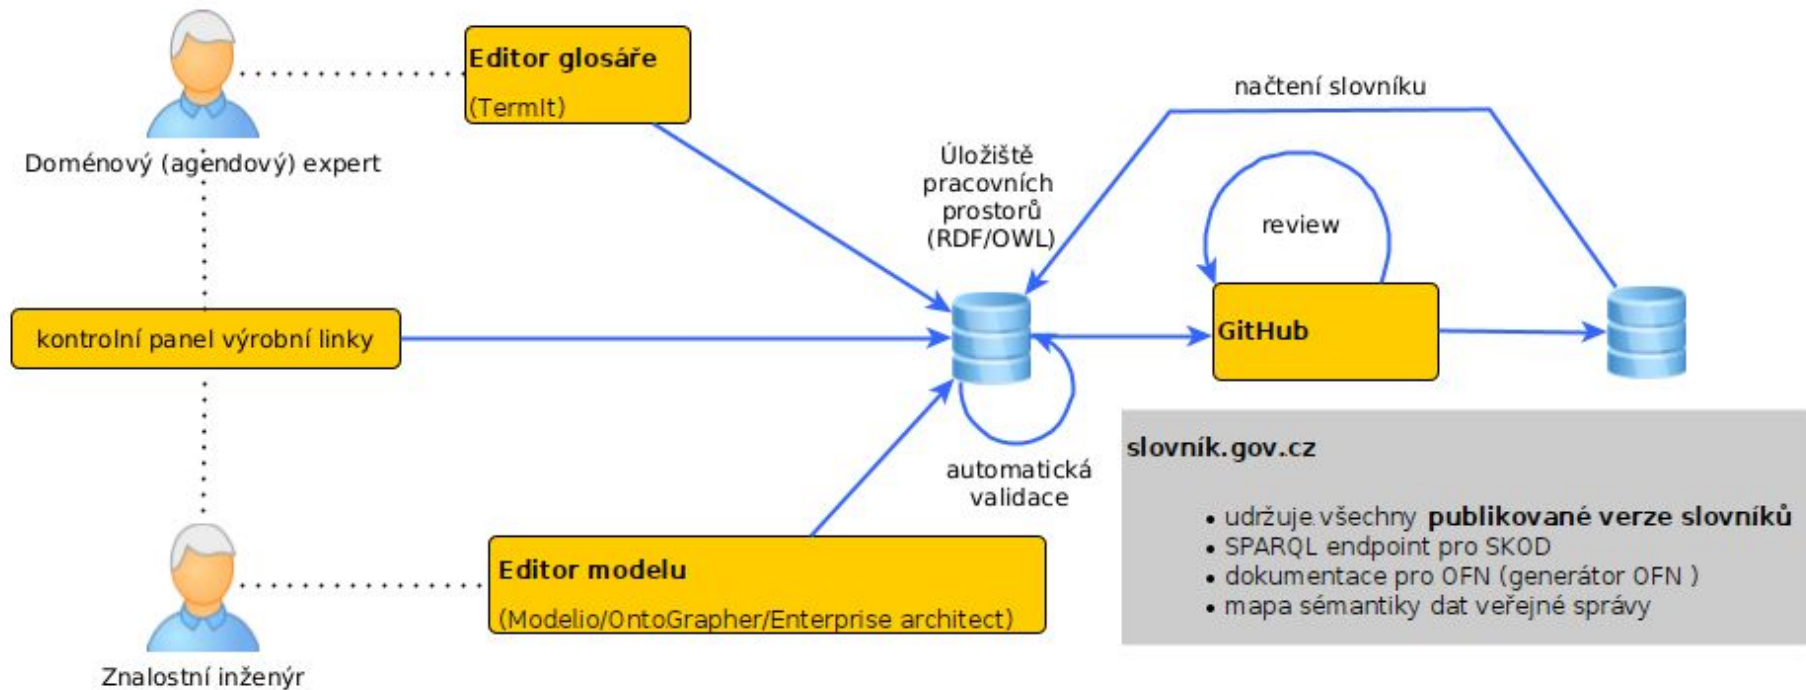 Editor glosáře
(TermIt)
Doménový (agendový) expert
načtení slovníku
Úložiště
pracovních
prostorů
(RDF/OWL)
review
kontrolní panel výrobní linky
GitHub
automatická
validace
slovník.gov.cz
• udržuje všechny publikované verze slovníků
• SPARQL endpoint pro SKOD
• dokumentace pro OFN (generátor OFN )
• mapa sémantiky dat veřejné správy
Editor modelu
(Modelio/OntoGrapher/Enterprise architect)
Znalostní inženýr